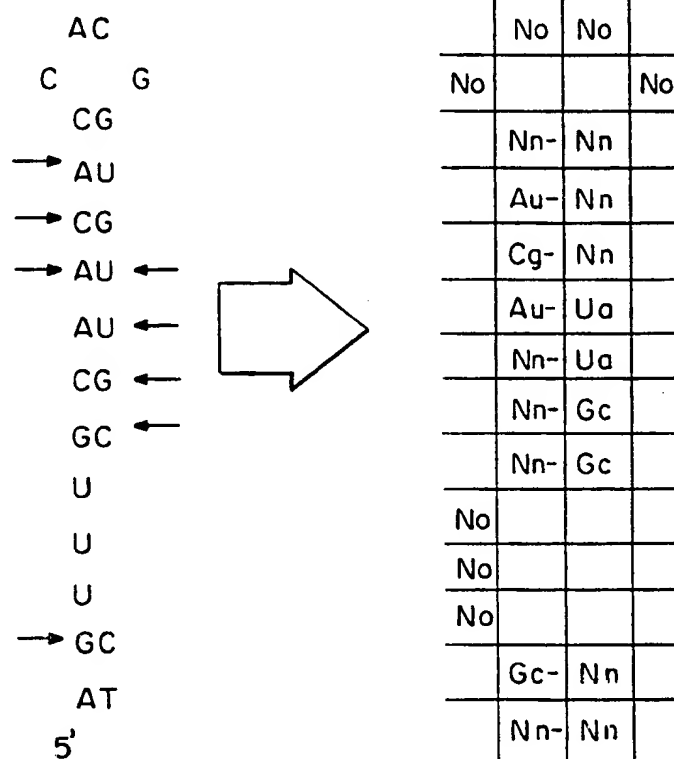 AC
C G
CG
AU
CG
AU
AU
CG
GC
U
U
U
GC
AT
5'
No No
No No
Nn- Nn
Au- Nn
Cg- Nn
Au- Ua
Nn- Ua
Nn- Gc
Nn- Gc
No
No
No
Gc- Nn
Nn- Nn